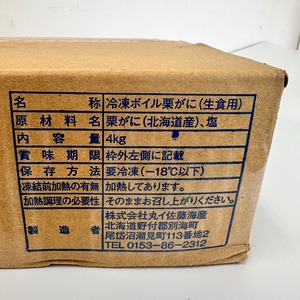 名称 冷凍ボイル栗がに(生食用)
原材料名 栗がに(北海道産)、塩
内容量 4kg
賞味期限 枠外左側に記載
保存方法 要冷凍(-18℃以下)
凍結前加熱の有無 加熱してあります。
加熱調理の必要性 そのままお召し上がりください。
製造者 株式会社丸イ佐藤海産
北海道野付郡別海町
尾岱沼潮見町113番地2
TEL 0153-86-2312